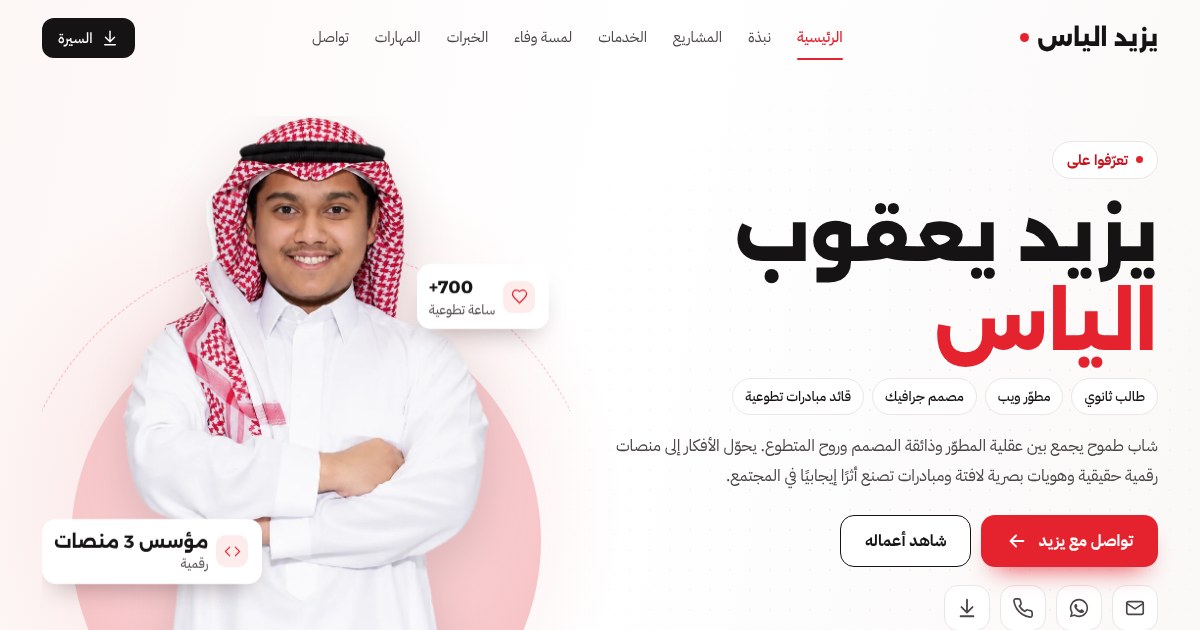 يزيد الياس
الرئيسية
نبذة
المشاريع
الخدمات
لمسة وفاء
الخبرات
المهارات
تواصل
السيرة
تعرّفوا على
يزيد يعقوب
الياس
طالب ثانوي
مطوّر ويب
مصمم جرافيك
قائد مبادرات تطوعية
شاب طموح يجمع بين عقلية المطوّر وذائقة المصمم وروح المتطوع. يحوّل الأفكار إلى منصات
رقمية حقيقية وهويات بصرية لافتة ومبادرات تصنع أثرًا إيجابيًا في المجتمع.
تواصل مع يزيد
شاهد أعماله
+700
ساعة تطوعية
مؤسس 3 منصات
رقمية